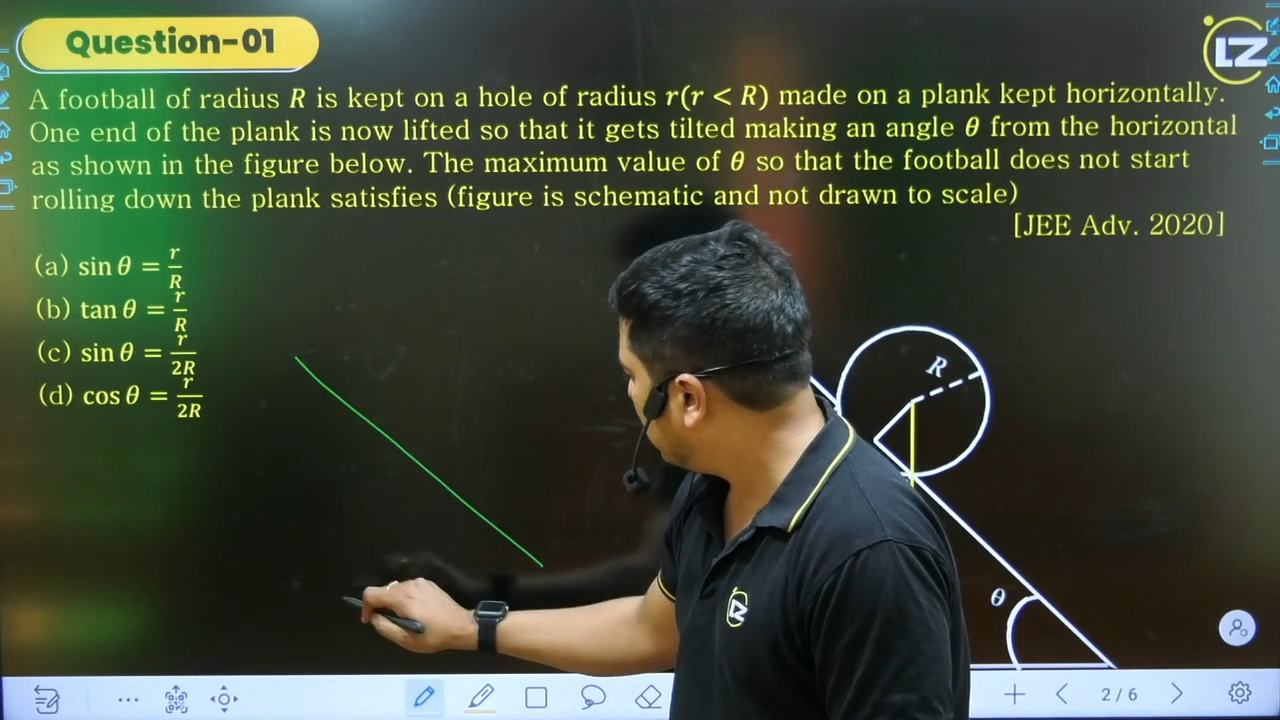 Question-01
LZ
A football of radius R is kept on a hole of radius r(r < R) made on a plank kept horizontally.
One end of the plank is now lifted so that it gets tilted making an angle θ from the horizontal
as shown in the figure below. The maximum value of θ so that the football does not start
rolling down the plank satisfies (figure is schematic and not drawn to scale)
[JEE Adv. 2020]
(a) sin θ = r/R
(b) tan θ = r/R
(c) sin θ = r/2R
(d) cos θ = r/2R
R
θ
LZ
2/6